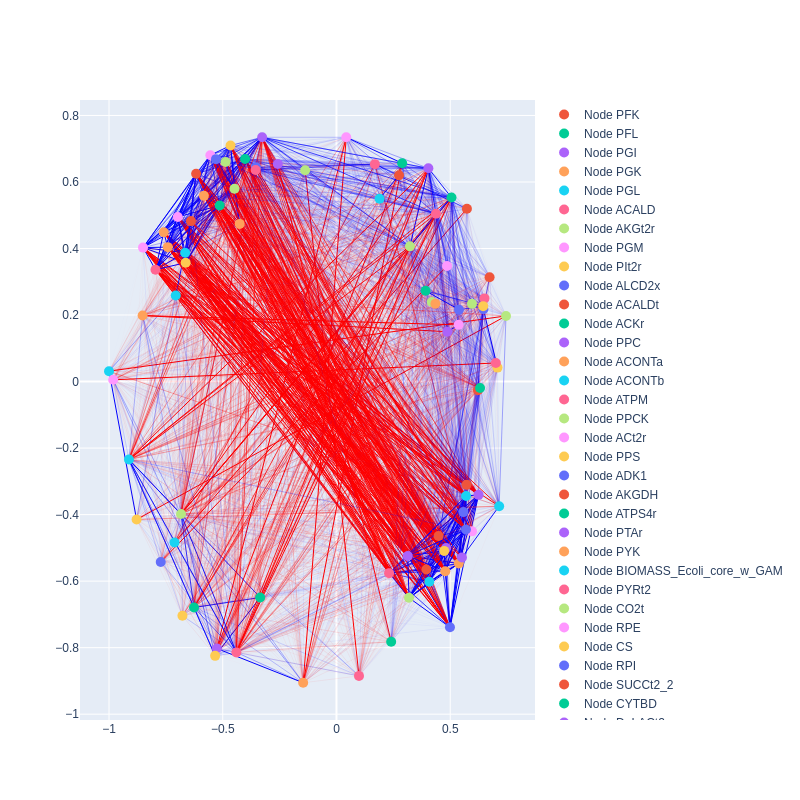 0.8
0.6
0.4
0.2
0
−0.2
−0.4
−0.6
−0.8
−1
−1
−0.5
0
0.5
Node PFK
Node PFL
Node PGI
Node PGK
Node PGL
Node ACALD
Node AKGt2r
Node PGM
Node PIt2r
Node ALCD2x
Node ACALDt
Node ACKr
Node PPC
Node ACONTa
Node ACONTb
Node ATPM
Node PPCK
Node ACt2r
Node PPS
Node ADK1
Node AKGDH
Node ATPS4r
Node PTAr
Node PYK
Node BIOMASS_Ecoli_core_w_GAM
Node PYRt2
Node CO2t
Node RPE
Node CS
Node RPI
Node SUCCt2_2
Node CYTBD